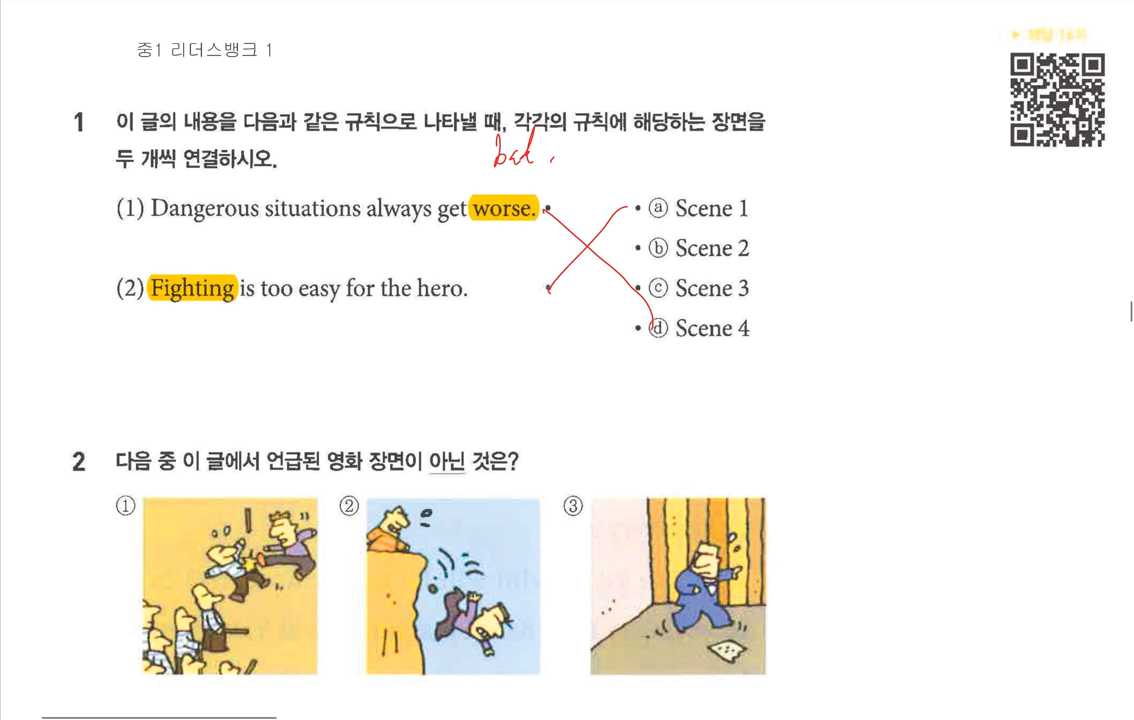 중1 리더스뱅크 1
▶ 해답 16쪽
1 이 글의 내용을 다음과 같은 규칙으로 나타낼 때, 각각의 규칙에 해당하는 장면을
두 개씩 연결하시오.
bad.
(1) Dangerous situations always get worse. •
• ⓐ Scene 1
• ⓑ Scene 2
(2) Fighting is too easy for the hero. •
• ⓒ Scene 3
• ⓓ Scene 4
2 다음 중 이 글에서 언급된 영화 장면이 아닌 것은?
① ② ③